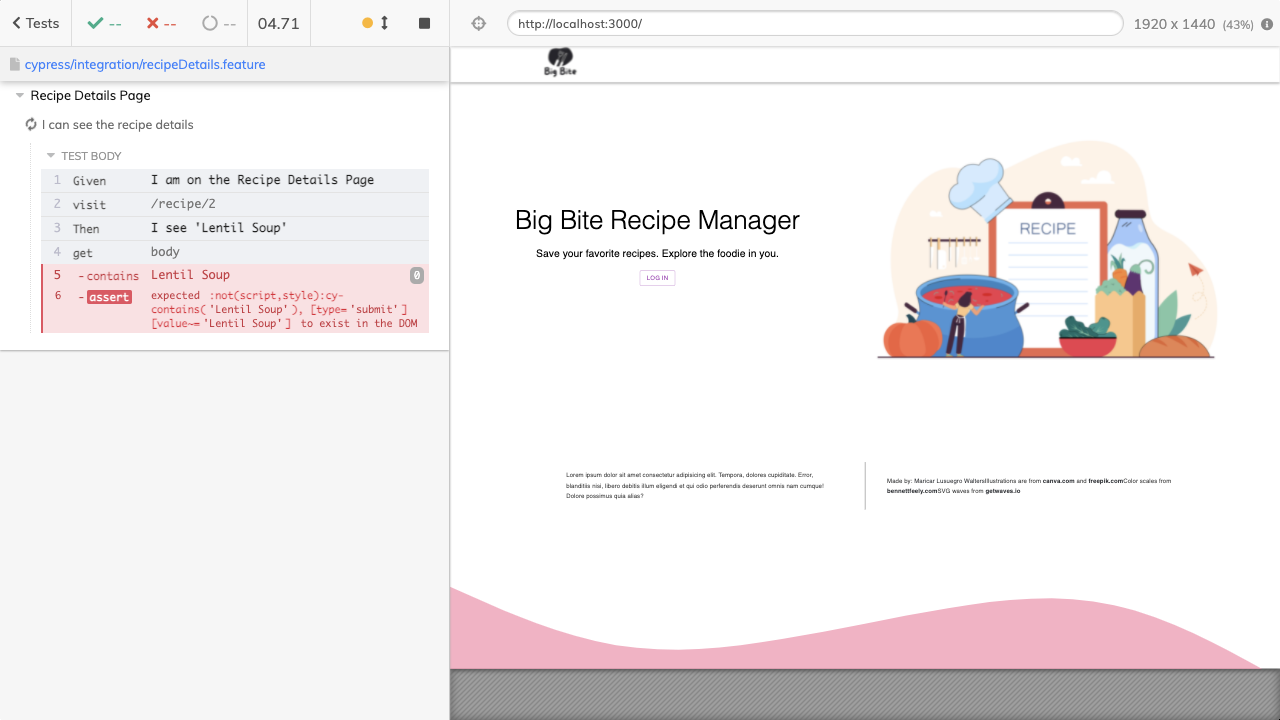 Tests
--
--
--
04.71
http://localhost:3000/
1920 x 1440 (43%)
cypress/integration/recipeDetails.feature
Recipe Details Page
I can see the recipe details
TEST BODY
1 Given I am on the Recipe Details Page
2 visit /recipe/2
3 Then I see 'Lentil Soup'
4 get body
5 -contains Lentil Soup 0
6 -assert expected :not(script,style):cy-
contains('Lentil Soup'), [type='submit']
[value~='Lentil Soup'] to exist in the DOM
Big Bite
Big Bite Recipe Manager
Save your favorite recipes. Explore the foodie in you.
LOG IN
RECIPE
Lorem ipsum dolor sit amet consectetur adipisicing elit. Tempora, dolores cupiditate. Error,
blanditiis nisi, libero debitis illum eligendi et qui odio perferendis deserunt omnis nam cumque!
Dolore possimus quia alias?
Made by: Maricar Lusuegro WaltersIllustrations are from canva.com and freepik.comColor scales from
bennettfeely.comSVG waves from getwaves.io